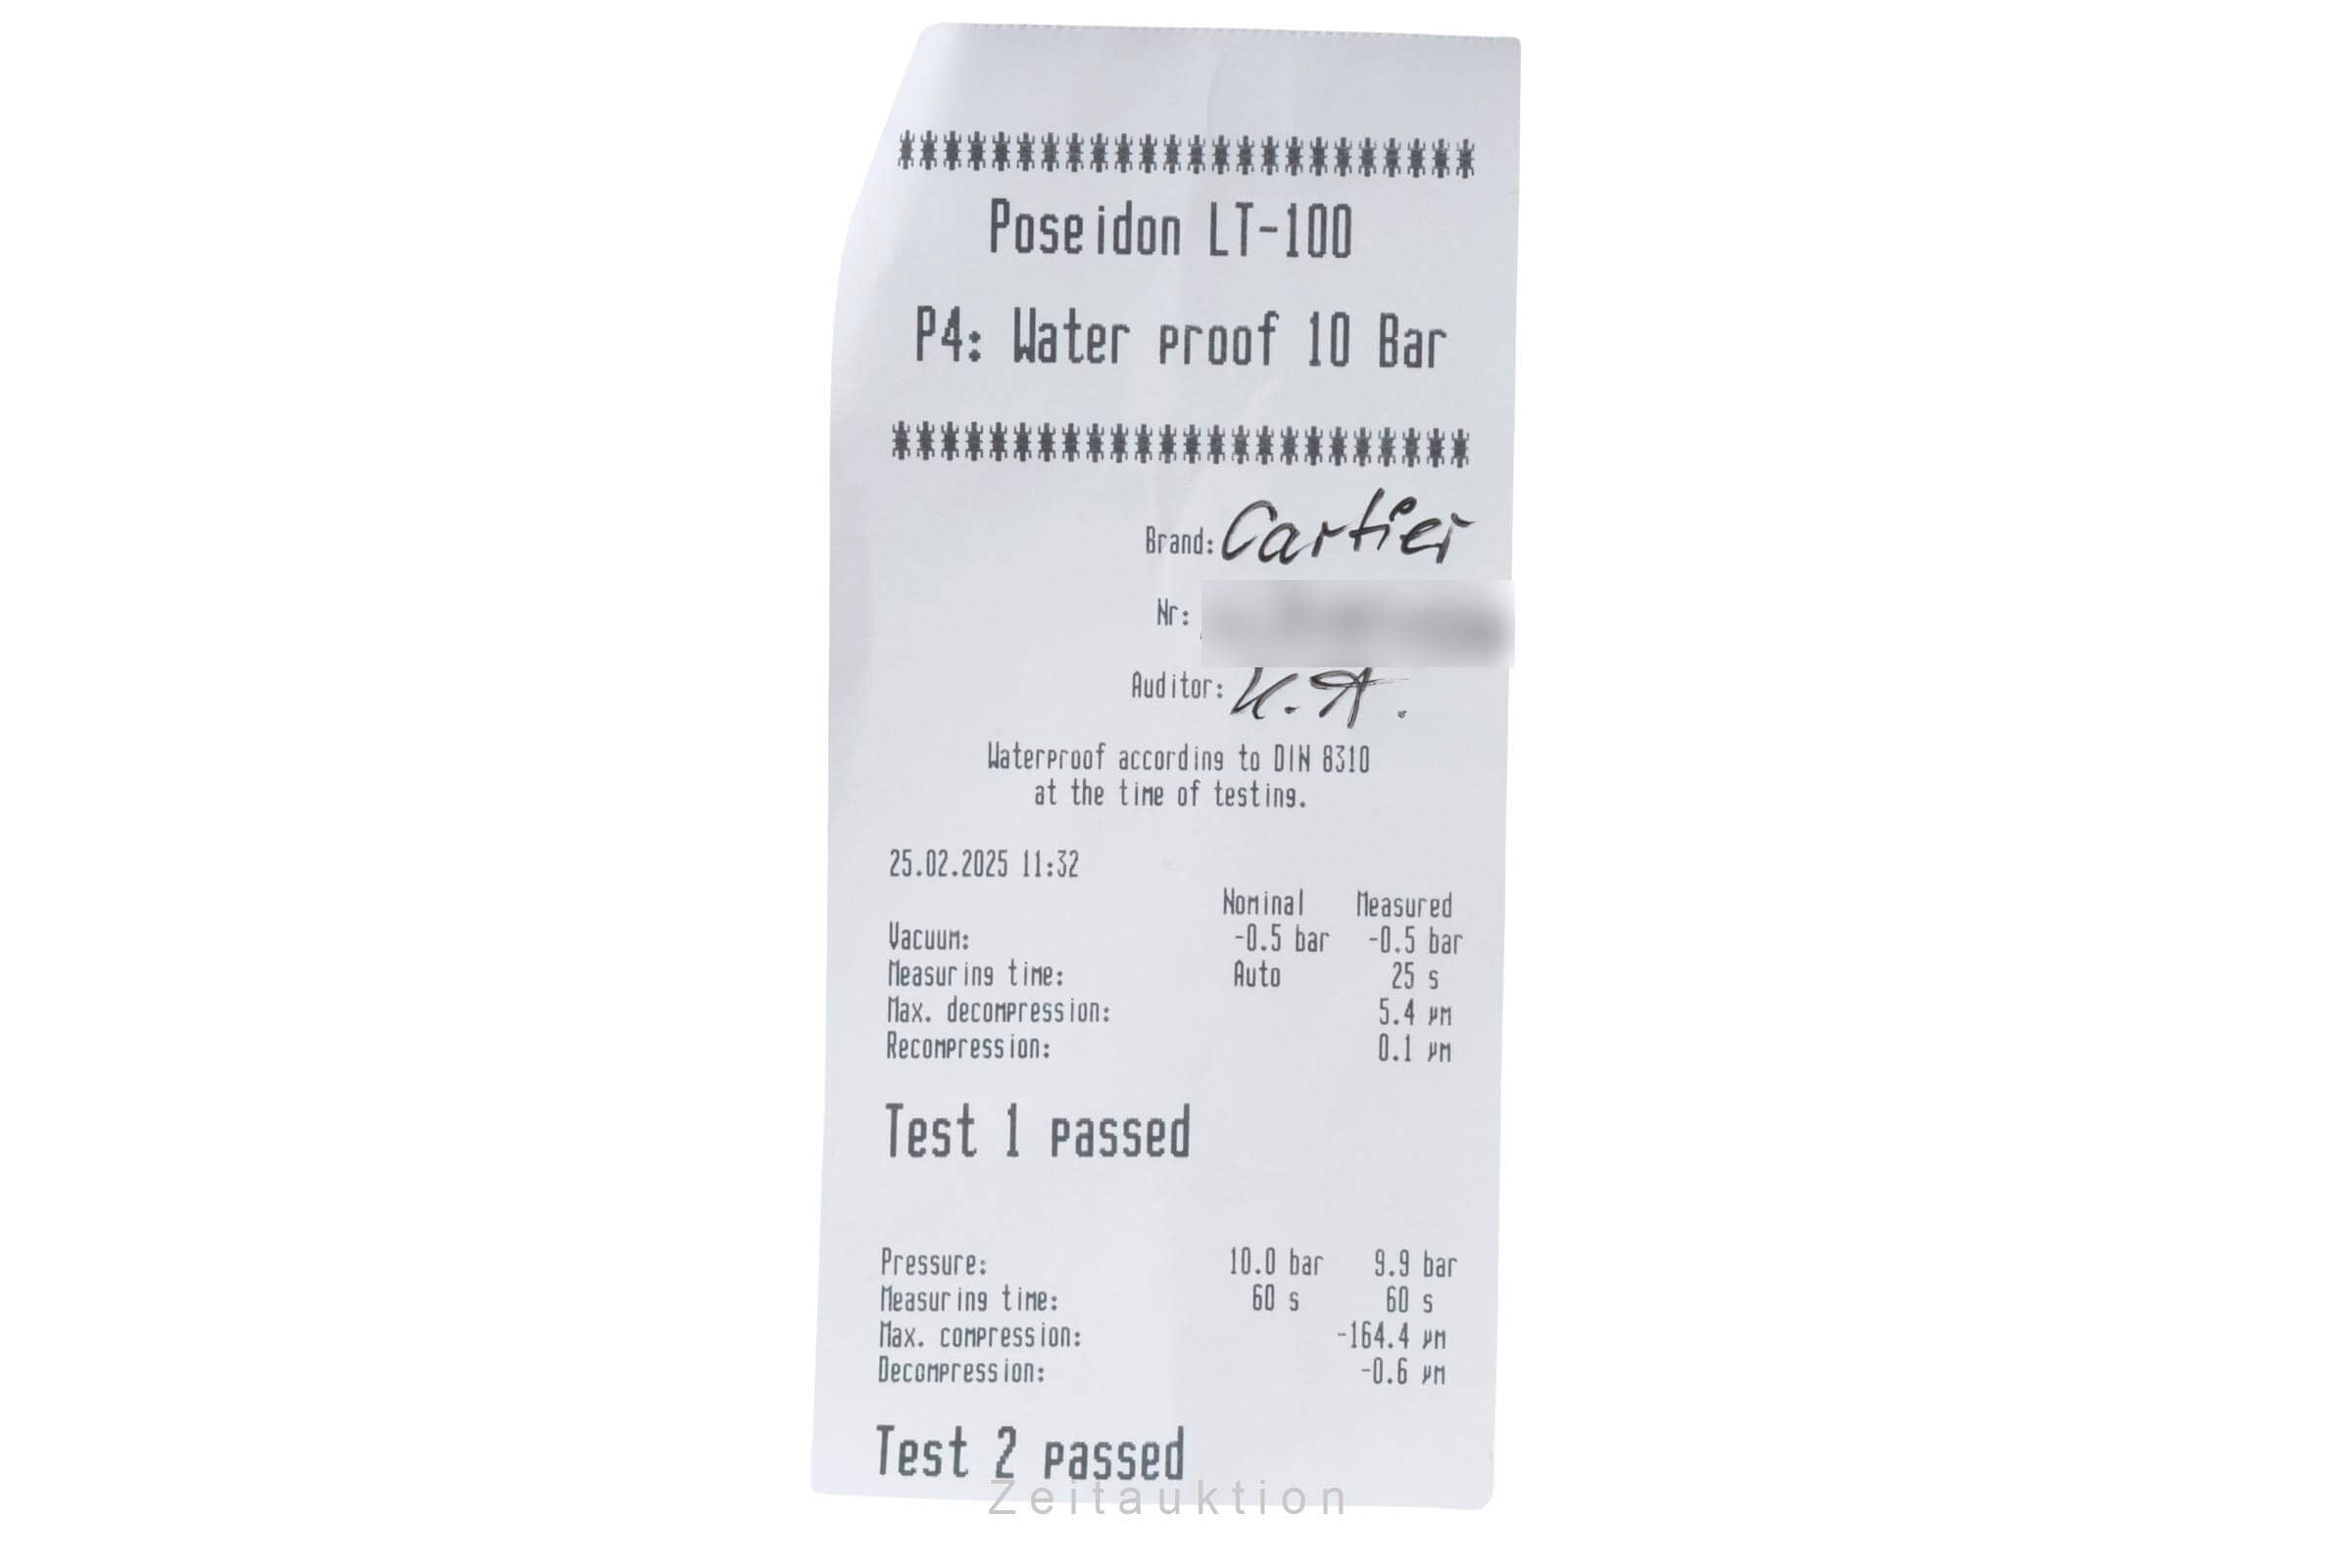 ************************
Poseidon LT-100
P4: Water proof 10 Bar
************************
Brand: Cartier
Nr:
Auditor: K.A.
Waterproof according to DIN 8310
at the time of testing.
25.02.2025 11:32
Nominal Measured
Vacuum: -0.5 bar -0.5 bar
Measuring time: Auto 25 s
Max. decompression: 5.4 µm
Recompression: 0.1 µm
Test 1 passed
Pressure: 10.0 bar 9.9 bar
Measuring time: 60 s 60 s
Max. compression: -164.4 µm
Decompression: -0.6 µm
Test 2 passed
Zeitauktion